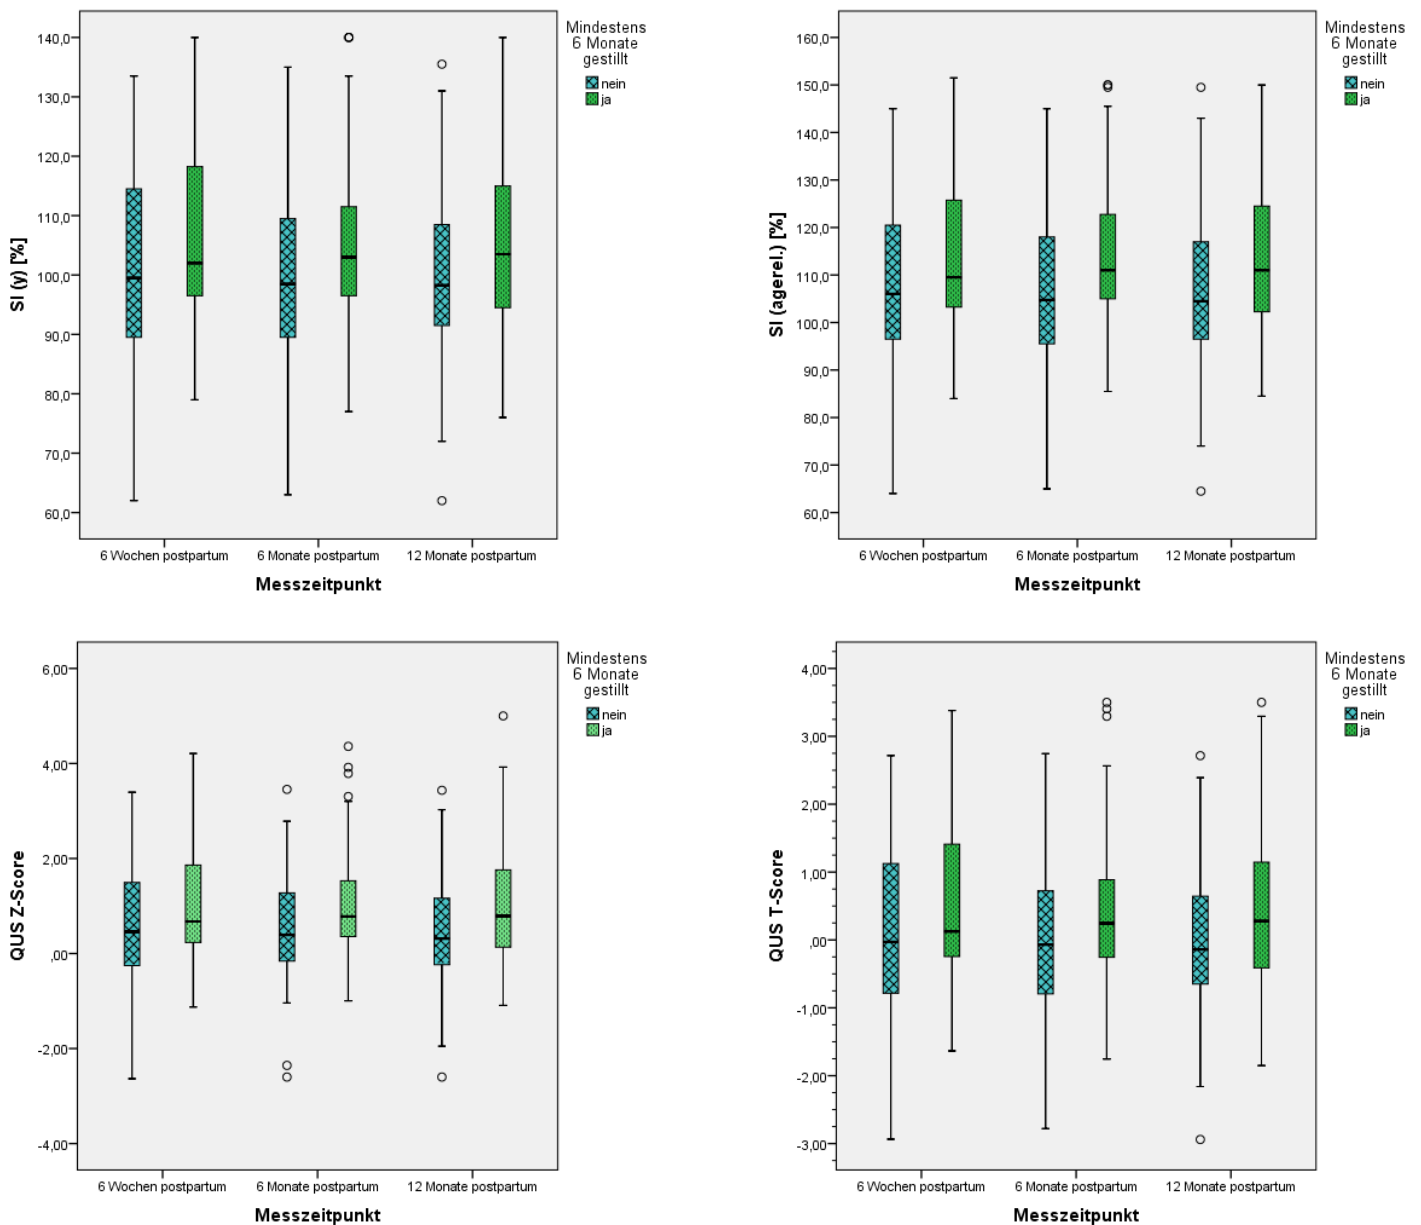 Mindestens
6 Monate
gestillt
nein
ja
140,0
130,0
120,0
110,0
100,0
90,0
80,0
70,0
60,0
SI (y) [%]
6 Wochen postpartum
6 Monate postpartum
12 Monate postpartum
Messzeitpunkt
Mindestens
6 Monate
gestillt
nein
ja
160,0
150,0
140,0
130,0
120,0
110,0
100,0
90,0
80,0
70,0
60,0
SI (agerel.) [%]
6 Wochen postpartum
6 Monate postpartum
12 Monate postpartum
Messzeitpunkt
Mindestens
6 Monate
gestillt
nein
ja
6,00
4,00
2,00
,00
-2,00
-4,00
QUS Z-Score
6 Wochen postpartum
6 Monate postpartum
12 Monate postpartum
Messzeitpunkt
Mindestens
6 Monate
gestillt
nein
ja
4,00
3,00
2,00
1,00
,00
-1,00
-2,00
-3,00
QUS T-Score
6 Wochen postpartum
6 Monate postpartum
12 Monate postpartum
Messzeitpunkt